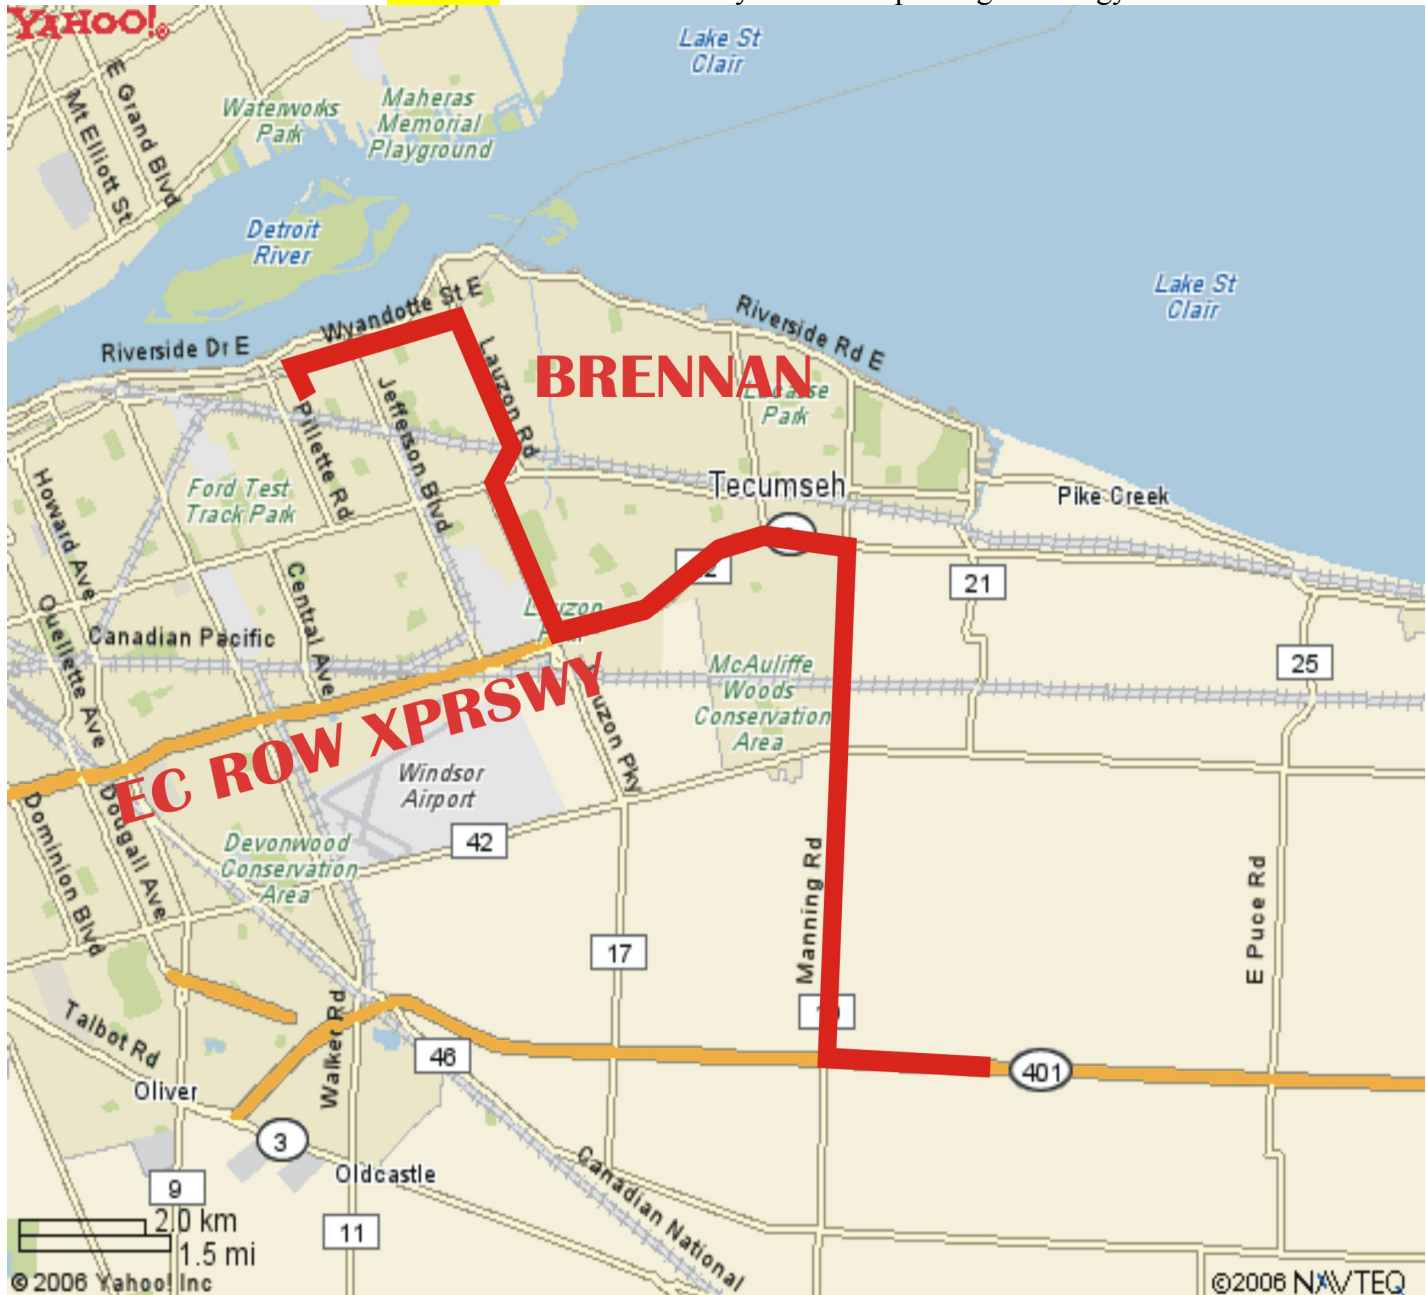 YAHOO!
Lake St
Clair
E Grand Blvd
Mt Elliott St
Waterworks
Park
Maheras
Memorial
Playground
Detroit
River
Lake St
Clair
Wyandotte St E
Riverside Dr E
Riverside Rd E
Lauzon Rd
BRENNAN
Park
Jefferson Blvd
Pillette Rd
Tecumseh
Pike Creek
Howard Ave
Ford Test
Track Park
21
Central Ave
Ouellette Ave
Canadian Pacific
25
McAuliffe
Woods
Conservation
Area
EC ROW XPRSWY
Pky
Windsor
Airport
Dominion Blvd
Dougall Ave
42
Devonwood
Conservation
Area
Manning Rd
E Puce Rd
17
Talbot Rd
Walker Rd
46
401
Oliver
3
Oldcastle
9
11
Canadian National
2.0 km
1.5 mi
© 2006 Yahoo! Inc
©2006 NAVTEQ